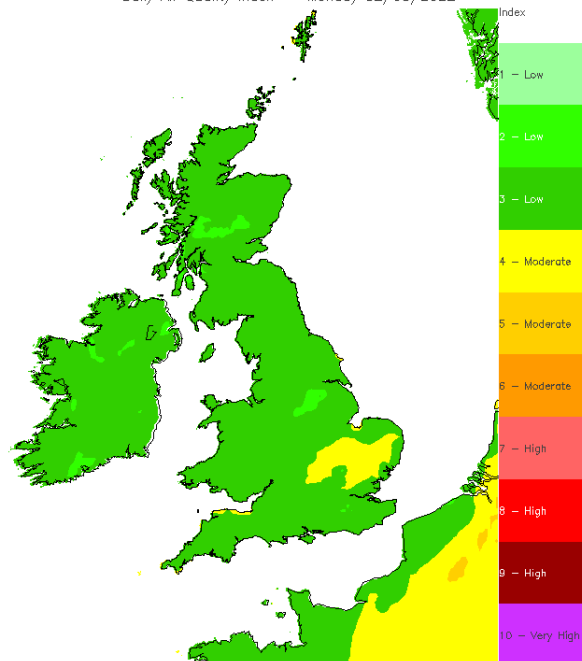 Index
1 - Low
2 - Low
3 - Low
4 - Moderate
5 - Moderate
6 - Moderate
7 - High
8 - High
9 - High
10 - Very High